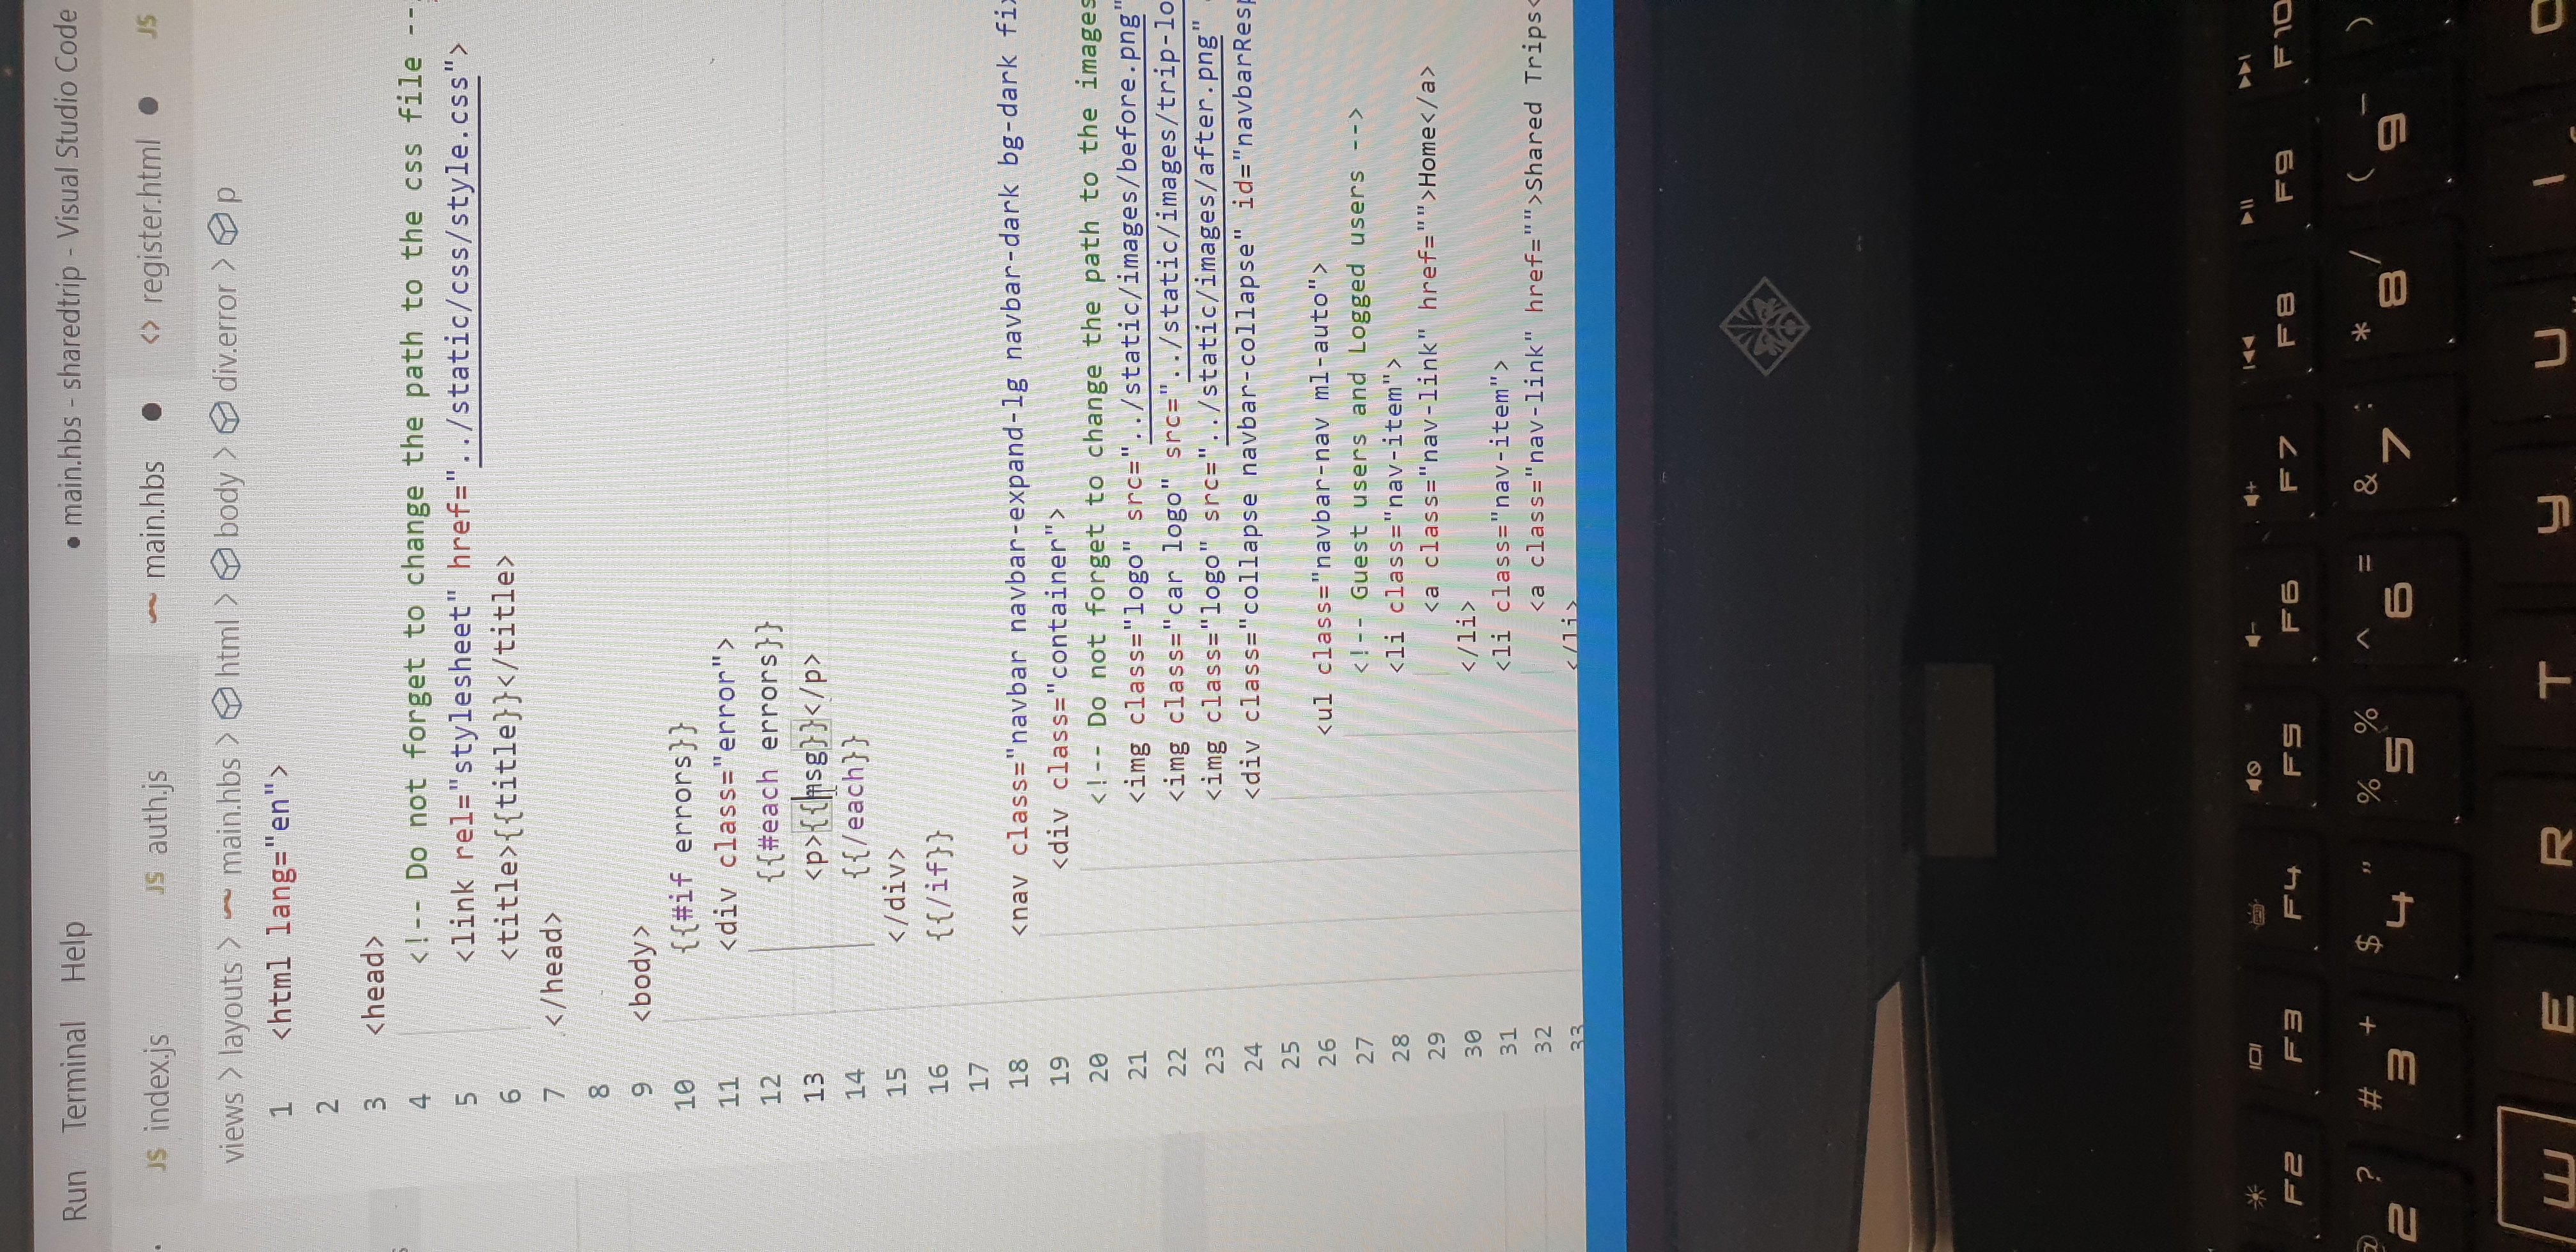 Run Terminal Help ● main.hbs - sharedtrip - Visual Studio Code
JS index.js JS auth.js main.hbs ● <> register.html ● JS
views > layouts > main.hbs > html > body > div.error > p
1 <html lang="en">
2
3 <head>
4 <!-- Do not forget to change the path to the css file --
5 <link rel="stylesheet" href="../static/css/style.css">
6 <title>{{title}}</title>
7 </head>
8
9 <body>
10 {{#if errors}}
11 <div class="error">
12 {{#each errors}}
13 <p>{{msg}}</p>
14 {{/each}}
15 </div>
16 {{/if}}
17
18 <nav class="navbar navbar-expand-lg navbar-dark bg-dark fix
19 <div class="container">
20 <!-- Do not forget to change the path to the images
21 <img class="logo" src="../static/images/before.png"
22 <img class="car logo" src="../static/images/trip-lo
23 <img class="logo" src="../static/images/after.png"
24 <div class="collapse navbar-collapse" id="navbarResp
25
26 <ul class="navbar-nav ml-auto">
27 <!-- Guest users and Logged users -->
28 <li class="nav-item">
29 <a class="nav-link" href="">Home</a>
30 </li>
31 <li class="nav-item">
32 <a class="nav-link" href="">Shared Trips<
33 </li>
F2 F3 F4 F5 F6 F7 F8 F9 F10
@ ? # + $ " % % ^ = & : * / ( - )
2 3 4 5 6 7 8 9
W E R T Y U I